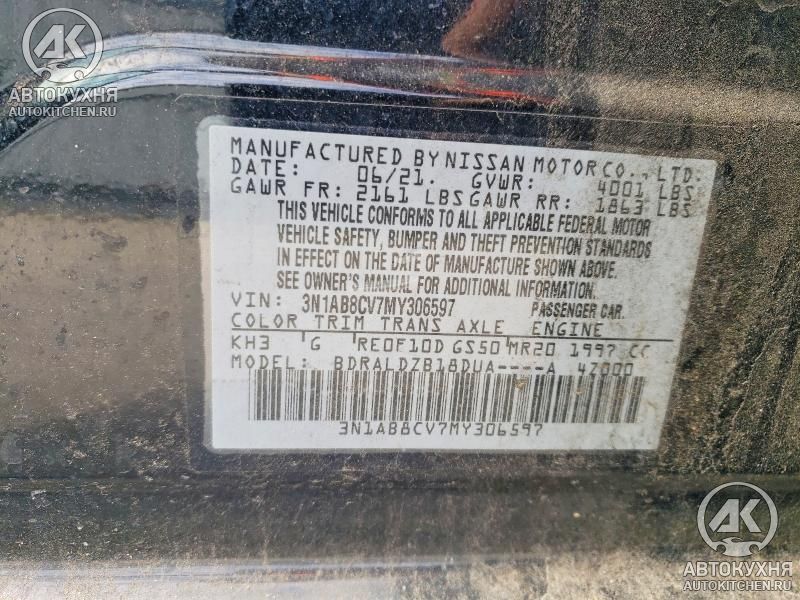 АК
АВТОКУХНЯ
AUTOKITCHEN.RU
MANUFACTURED BY NISSAN MOTOR CO., LTD.
DATE: 06/21. GVWR: 4001 LBS
GAWR FR: 2161 LBS GAWR RR: 1863 LBS
THIS VEHICLE CONFORMS TO ALL APPLICABLE FEDERAL MOTOR
VEHICLE SAFETY, BUMPER AND THEFT PREVENTION STANDARDS
IN EFFECT ON THE DATE OF MANUFACTURE SHOWN ABOVE.
SEE OWNER'S MANUAL FOR ADDITIONAL INFORMATION.
VIN: 3N1AB8CV7MY306597 PASSENGER CAR.
COLOR TRIM TRANS AXLE ENGINE
KH3 G RE0F10D GS50 MR20 1997 CC
MODEL: BDRALDZB18DUA----A 4Z000
3N1AB8CV7MY306597
АК
АВТОКУХНЯ
AUTOKITCHEN.RU